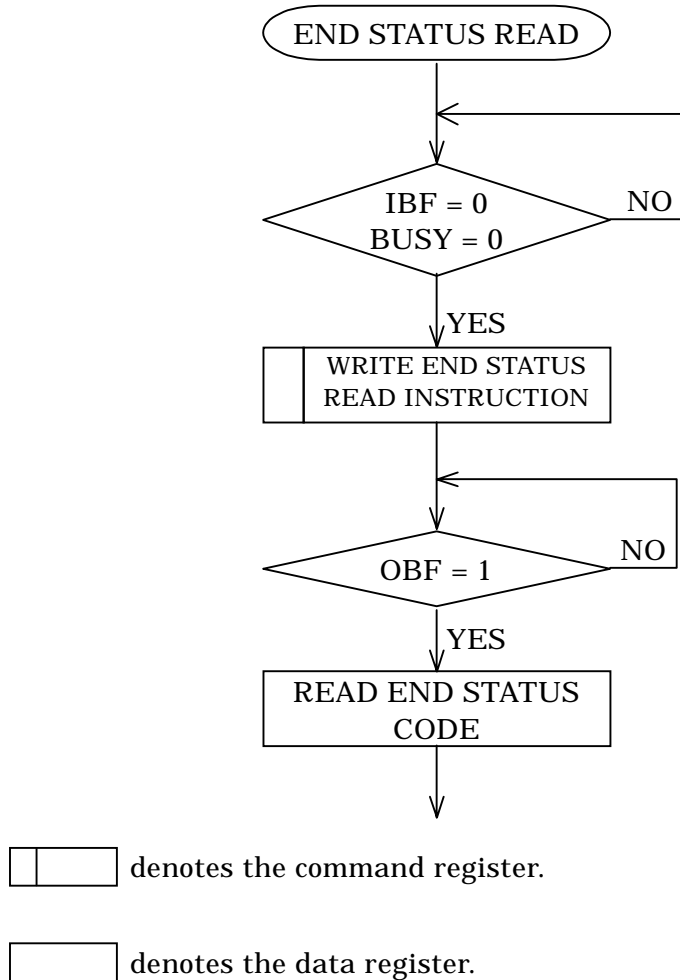 END STATUS READ
IBF = 0
BUSY = 0
NO
YES
WRITE END STATUS
READ INSTRUCTION
OBF = 1
NO
YES
READ END STATUS
CODE
denotes the command register.
denotes the data register.